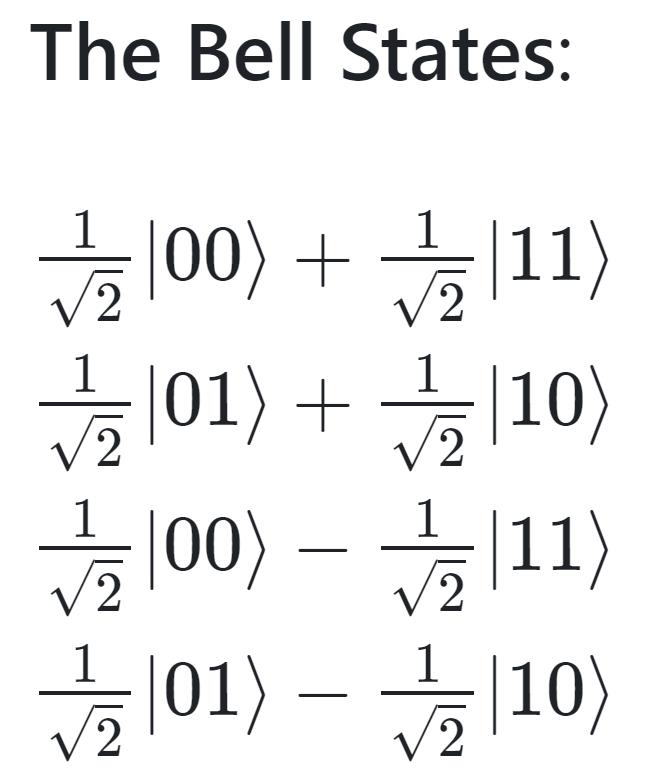 The Bell States:
1/√2 |00⟩ + 1/√2 |11⟩
1/√2 |01⟩ + 1/√2 |10⟩
1/√2 |00⟩ − 1/√2 |11⟩
1/√2 |01⟩ − 1/√2 |10⟩